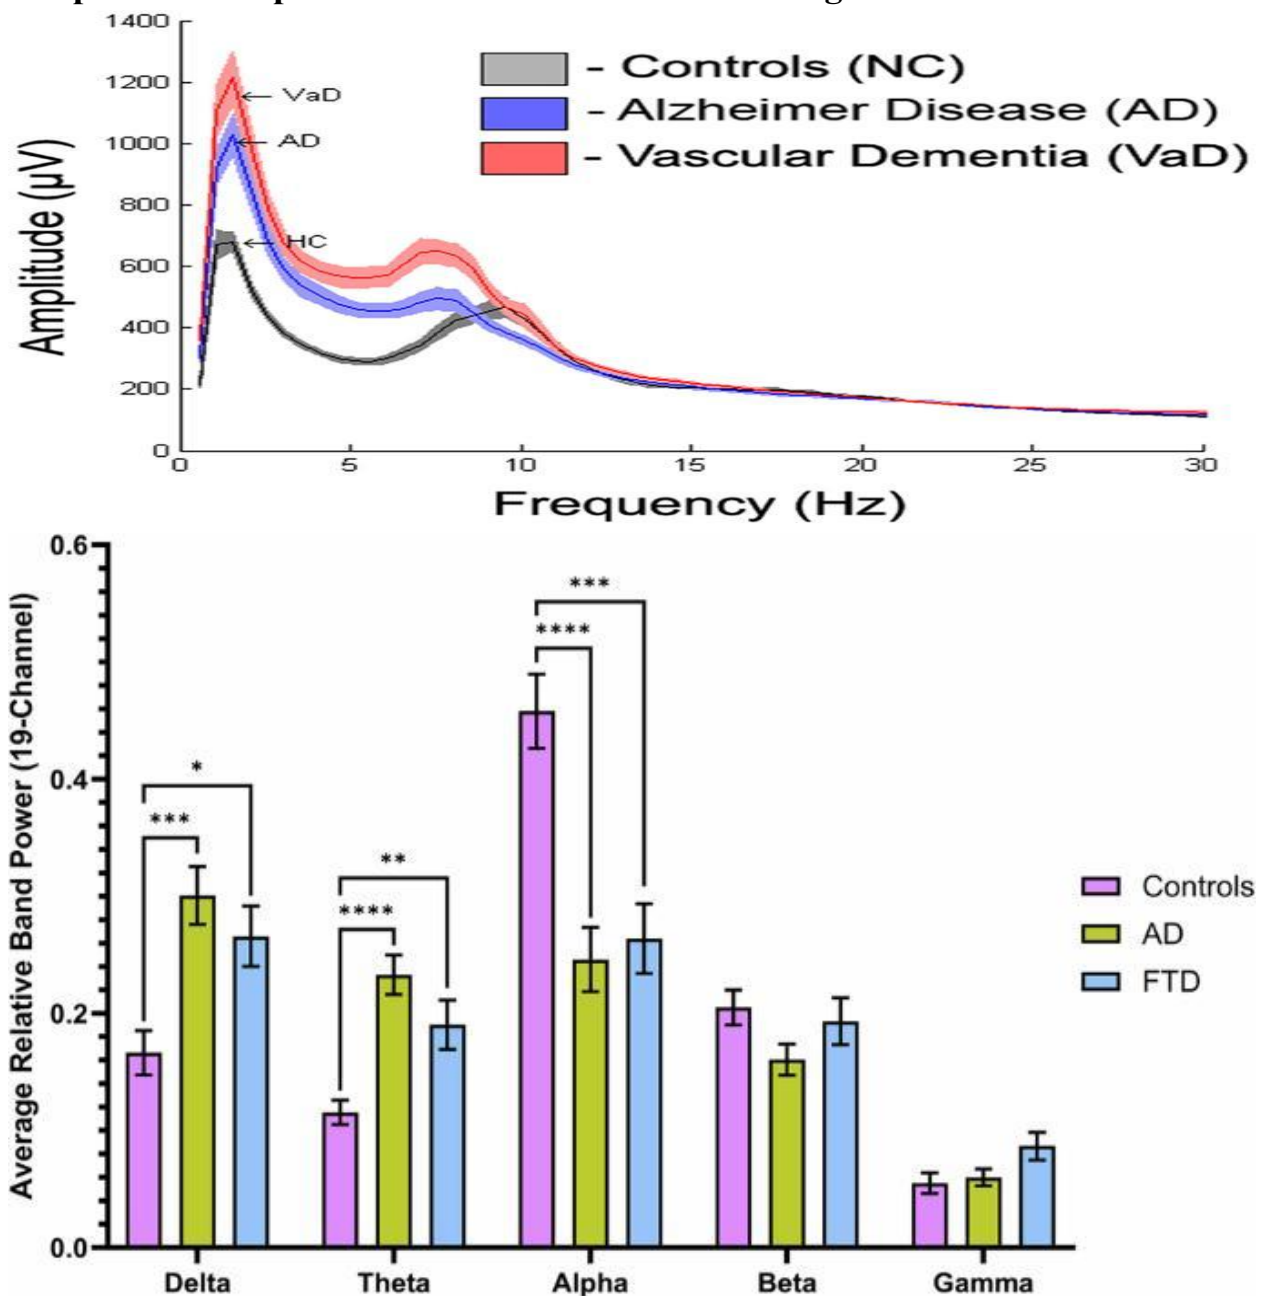 1400
1200
1000
800
600
400
200
0
Amplitude (µV)
VaD
AD
HC
- Controls (NC)
- Alzheimer Disease (AD)
- Vascular Dementia (VaD)
0 5 10 15 20 25 30
Frequency (Hz)
Average Relative Band Power (19-Channel)
0.6
0.4
0.2
0.0
*
***
**
****
***
****
Controls
AD
FTD
Delta Theta Alpha Beta Gamma